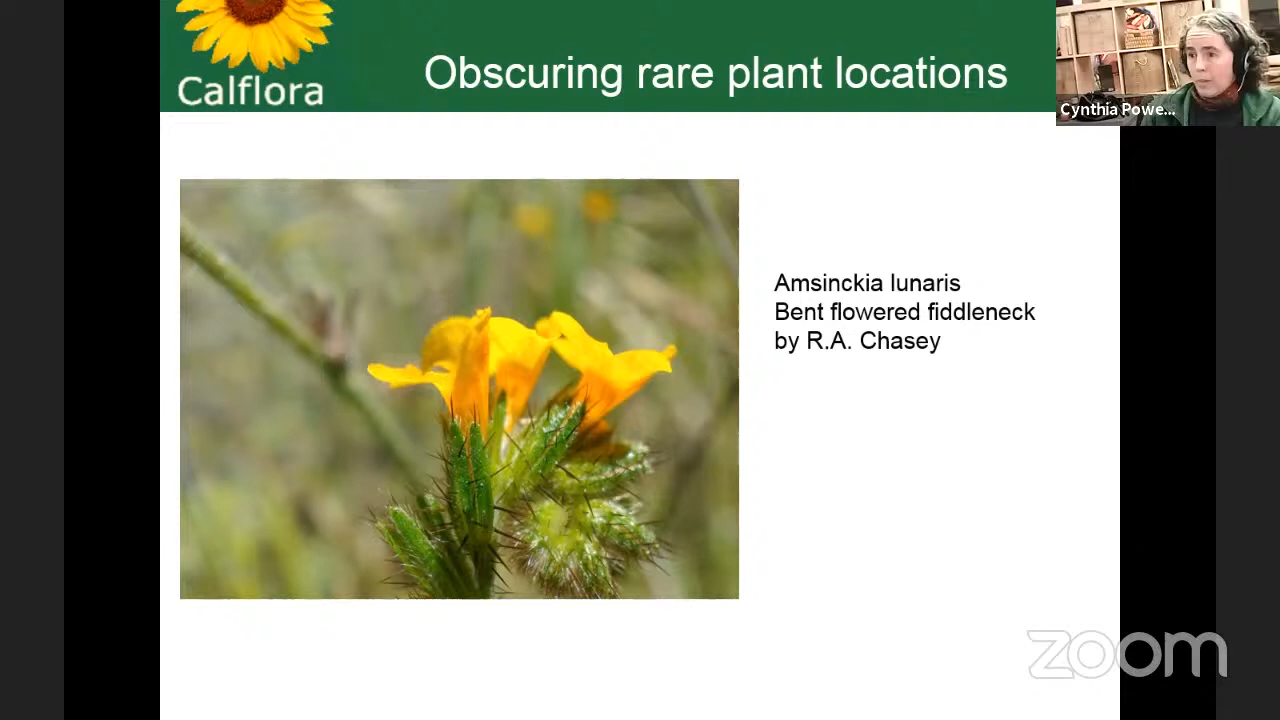 Calflora
Obscuring rare plant locations
Cynthia Powe...
Amsinckia lunaris
Bent flowered fiddleneck
by R.A. Chasey
zoom